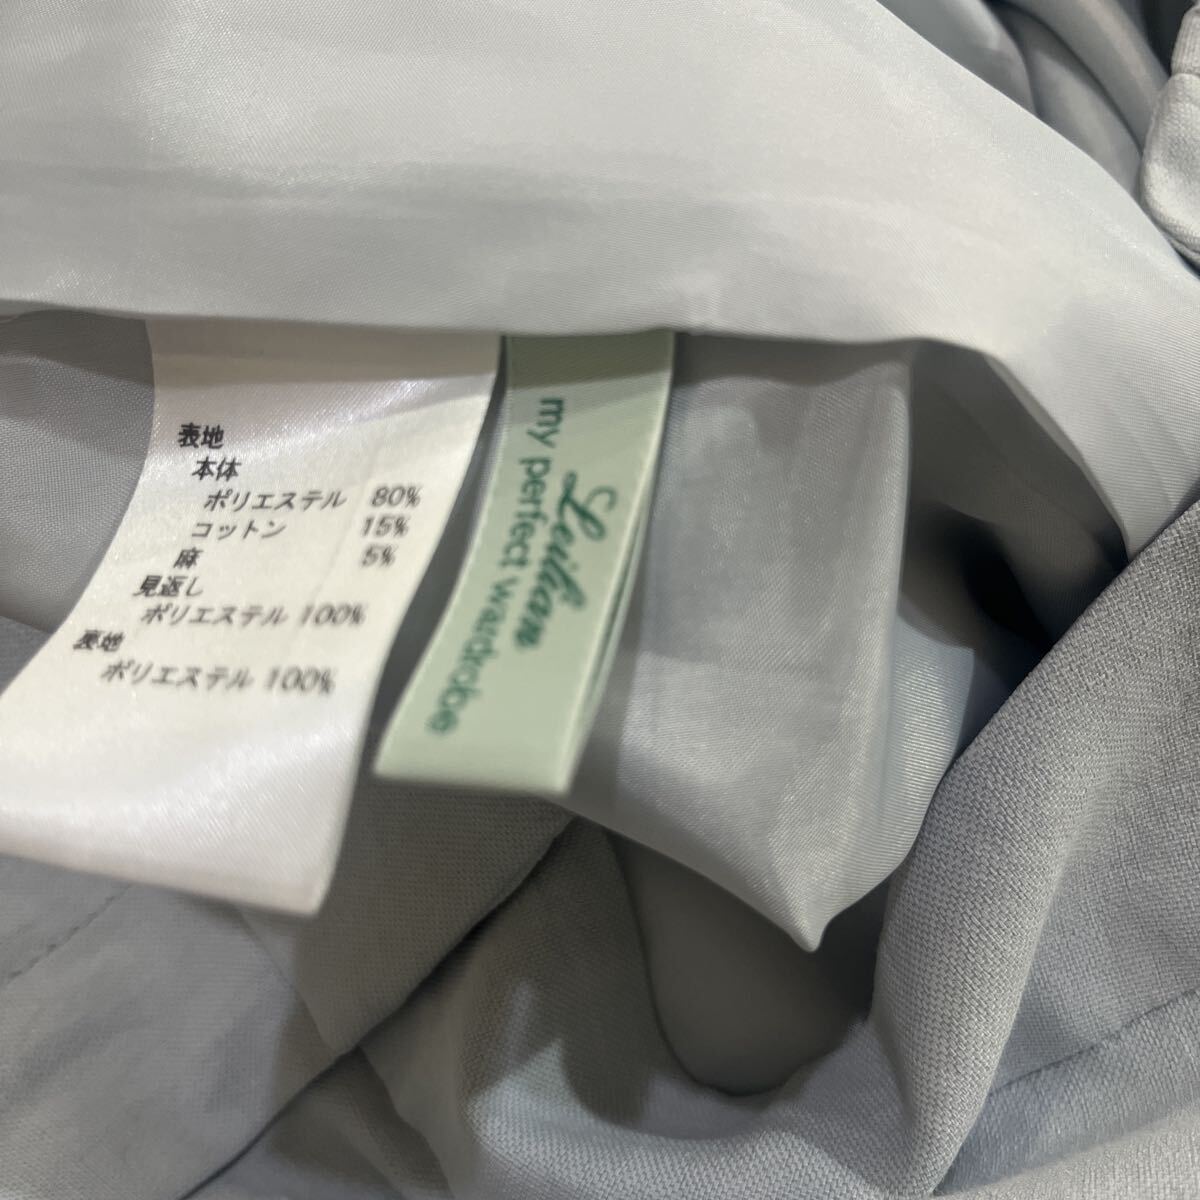 表地
本体
ポリエステル 80%
コットン 15%
麻 5%
見返し
ポリエステル 100%
裏地
ポリエステル 100%
Leilian
my perfect wardrobe